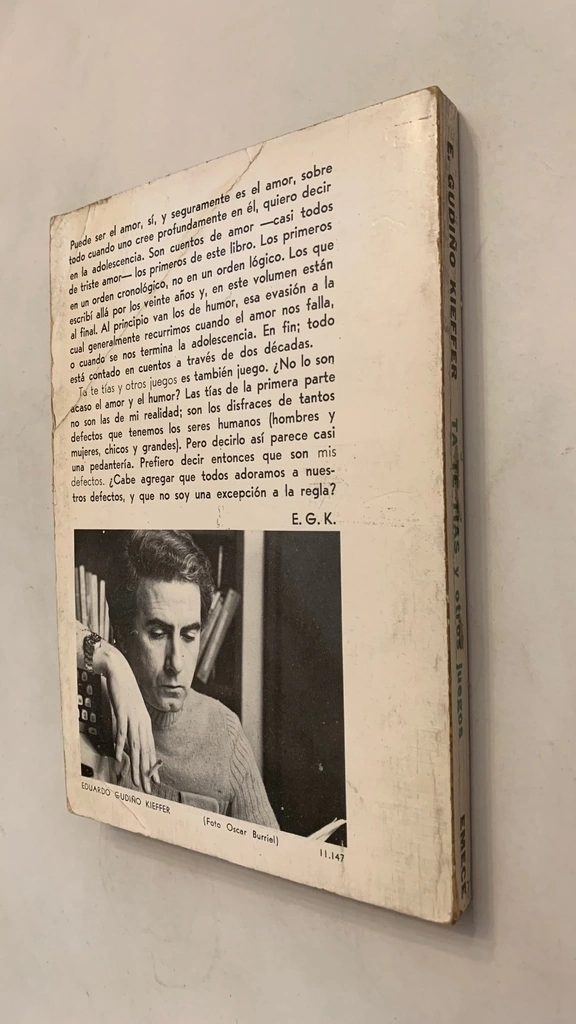 Puede ser el amor, sí, y seguramente es el amor, sobre
todo cuando uno cree profundamente en él, quiero decir
en la adolescencia. Son cuentos de amor —casi todos
de triste amor— los primeros de este libro. Los primeros
en un orden cronológico, no en un orden lógico. Los que
escribí allá por los veinte años y, en este volumen están
al final. Al principio van los de humor, esa evasión a la
cual generalmente recurrimos cuando el amor nos falla,
o cuando se nos termina la adolescencia. En fin; todo
está contado en cuentos a través de dos décadas.
Ta te tías y otros juegos es también juego. ¿No lo son
acaso el amor y el humor? Las tías de la primera parte
no son las de mi realidad; son los disfraces de tantos
defectos que tenemos los seres humanos (hombres y
mujeres, chicos y grandes). Pero decirlo así parece casi
una pedantería. Prefiero decir entonces que son mis
defectos. ¿Cabe agregar que todos adoramos a nues-
tros defectos, y que no soy una excepción a la regla?
E. G. K.
EDUARDO GUDIÑO KIEFFER
(Foto Oscar Burriel)
11.147
E. GUDIÑO KIEFFER TA TE TÍAS y otros juegos EMECÉ